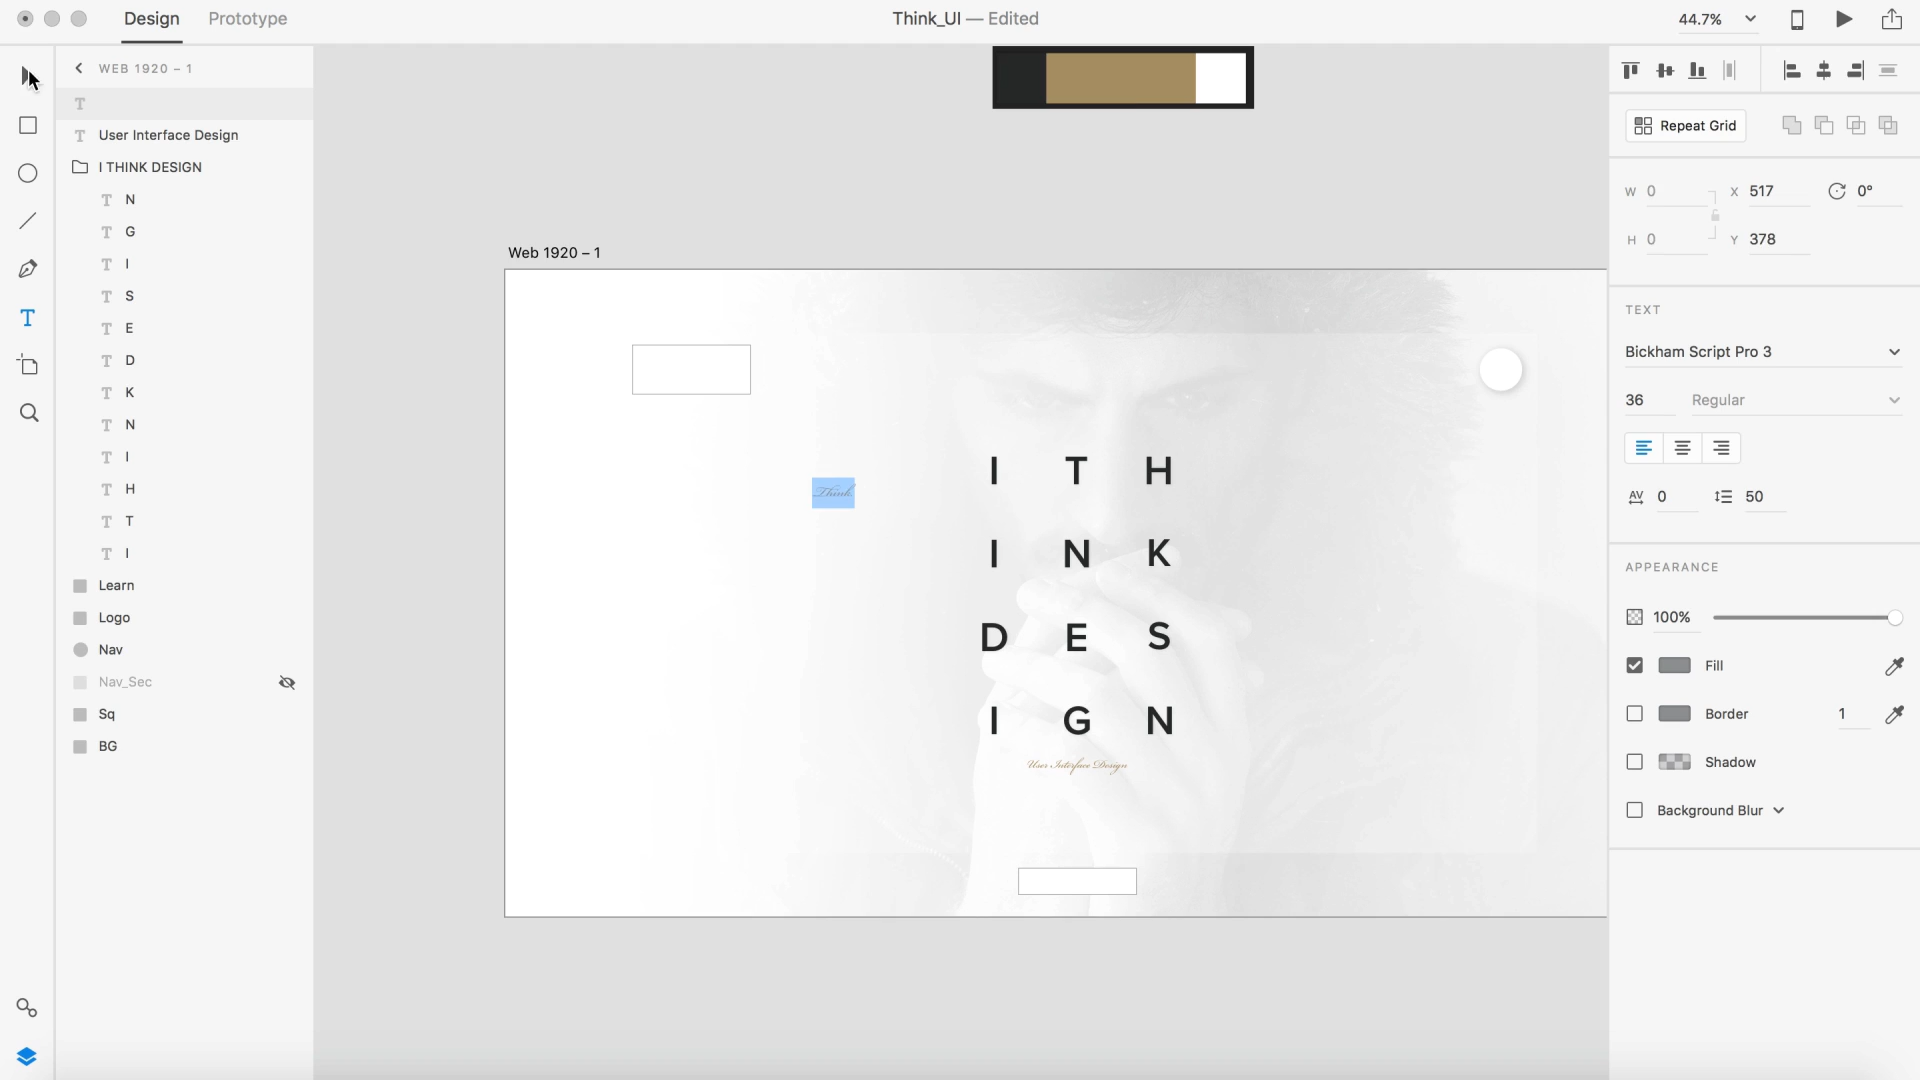 Design Prototype Think_UI — Edited 44.7%
WEB 1920 – 1
User Interface Design
I THINK DESIGN
N
G
I
S
E
D
K
N
I
H
T
I
Learn
Logo
Nav
Nav_Sec
Sq
BG
Web 1920 – 1
Think
I T H
I N K
D E S
I G N
User Interface Design
Repeat Grid
W 0 X 517 0°
H 0 Y 378
TEXT
Bickham Script Pro 3
36 Regular
AV 0 50
APPEARANCE
100%
Fill
Border 1
Shadow
Background Blur